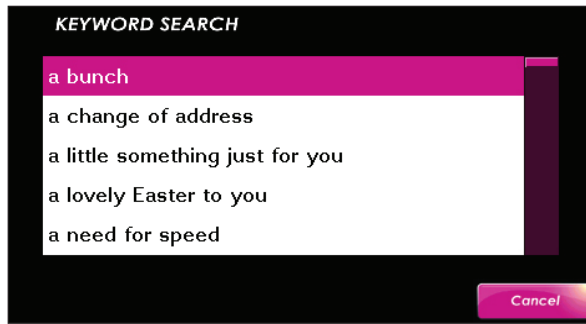 KEYWORD SEARCH
a bunch
a change of address
a little something just for you
a lovely Easter to you
a need for speed
Cancel